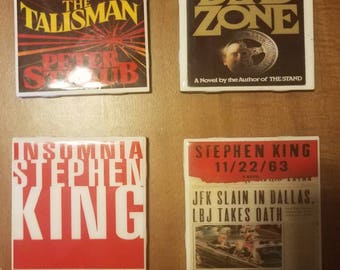 THE
TALISMAN
PETER
STRAUB
DEAD
ZONE
A Novel by the Author of THE STAND
INSOMNIA
STEPHEN
KING
STEPHEN KING
11/22/63
JFK SLAIN IN DALLAS,
LBJ TAKES OATH